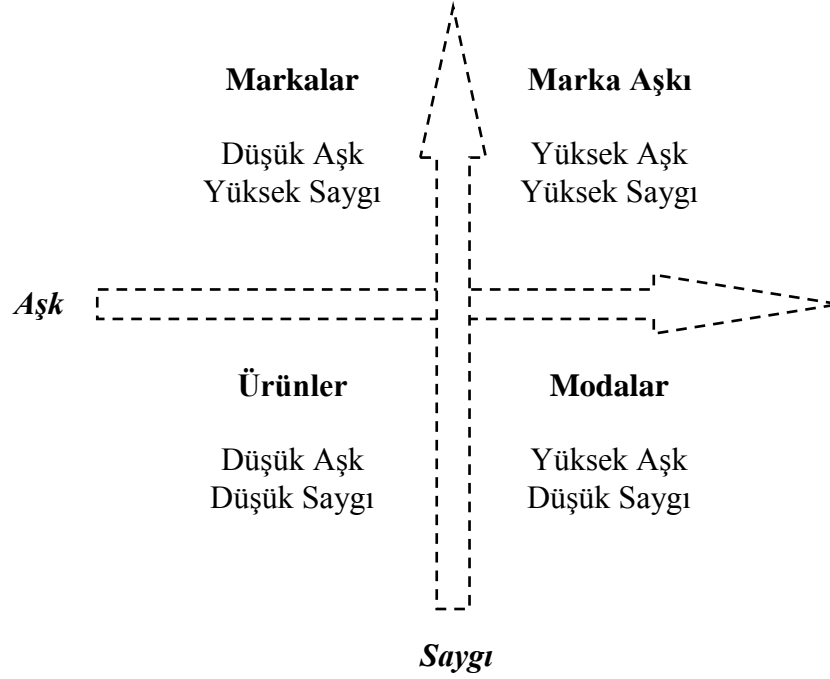 Markalar
Düşük Aşk
Yüksek Saygı
Marka Aşkı
Yüksek Aşk
Yüksek Saygı
Aşk
Ürünler
Düşük Aşk
Düşük Saygı
Modalar
Yüksek Aşk
Düşük Saygı
Saygı